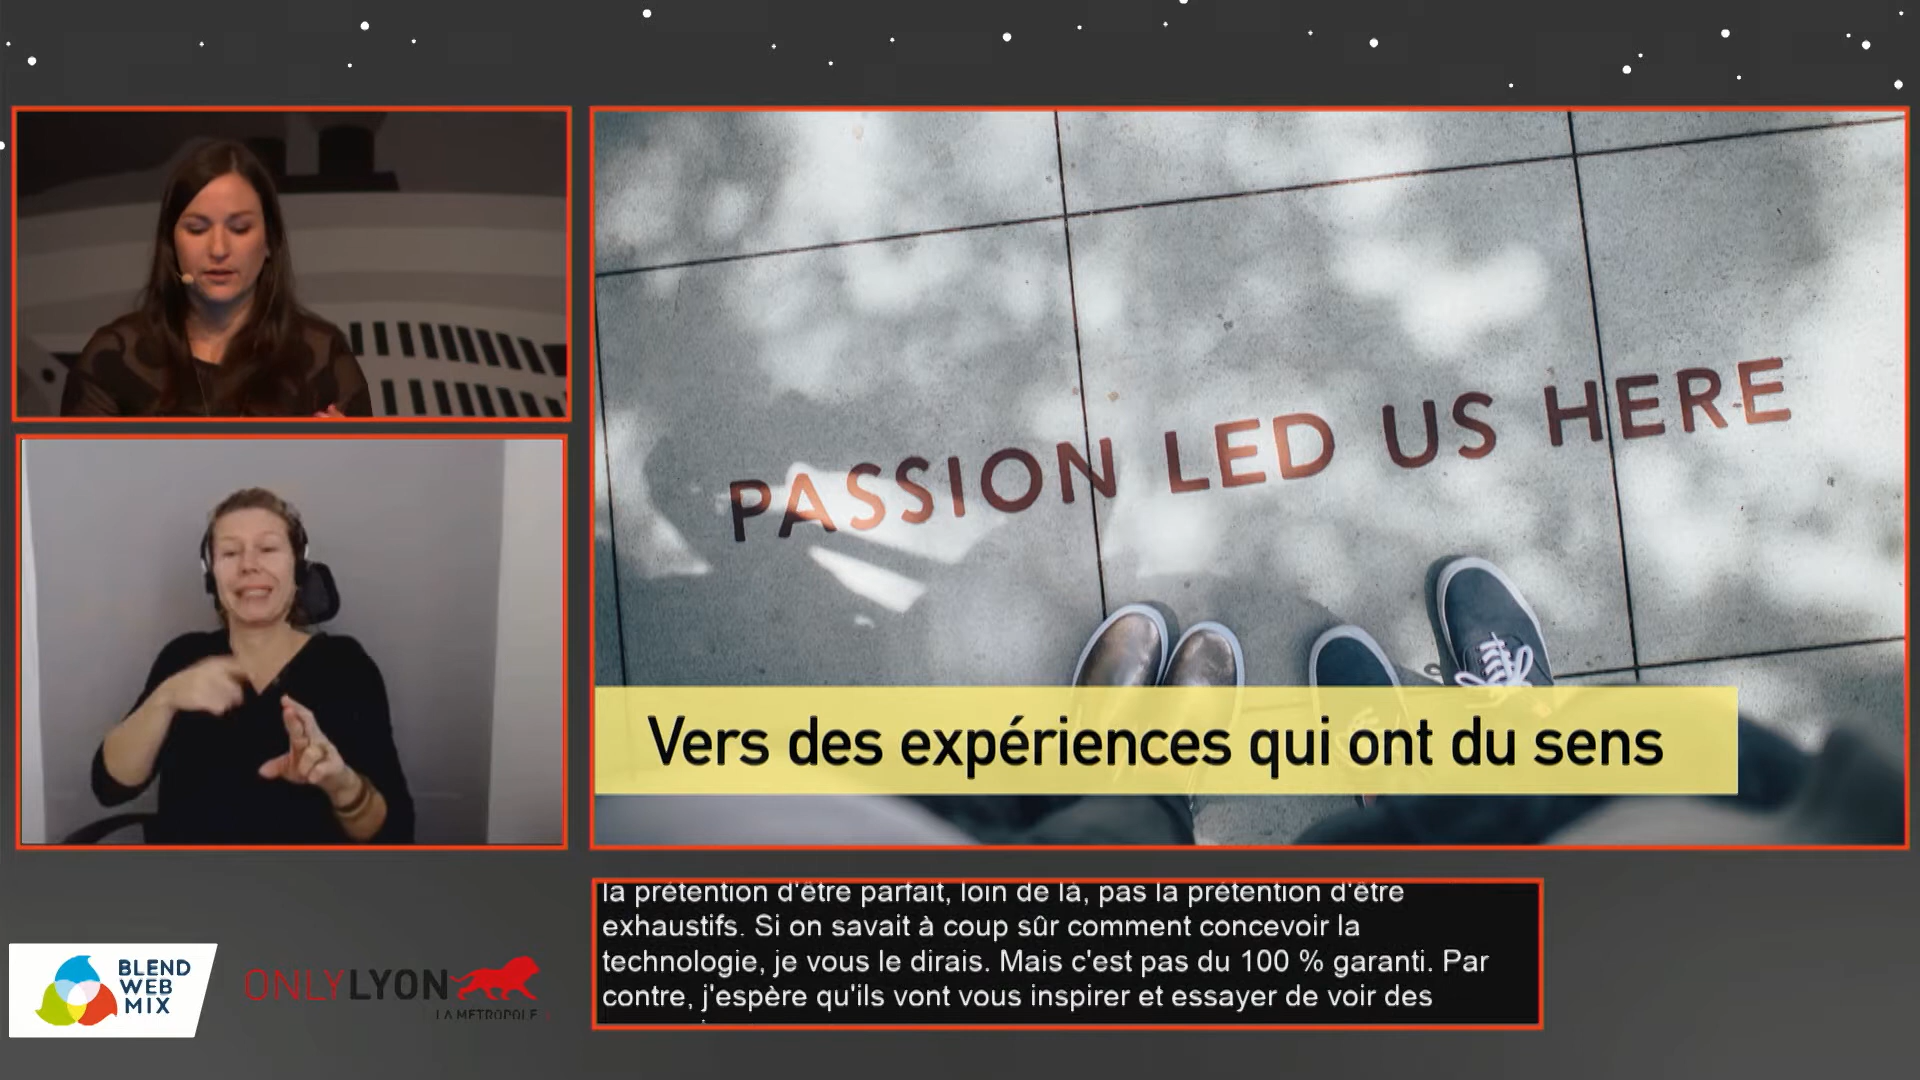 PASSION LED US HERE
Vers des expériences qui ont du sens
la prétention d'être parfait, loin de là, pas la prétention d'être
exhaustifs. Si on savait à coup sûr comment concevoir la
technologie, je vous le dirais. Mais c'est pas du 100 % garanti. Par
contre, j'espère qu'ils vont vous inspirer et essayer de voir des
BLEND
WEB
MIX
ONLYLYON
LA METROPOLE